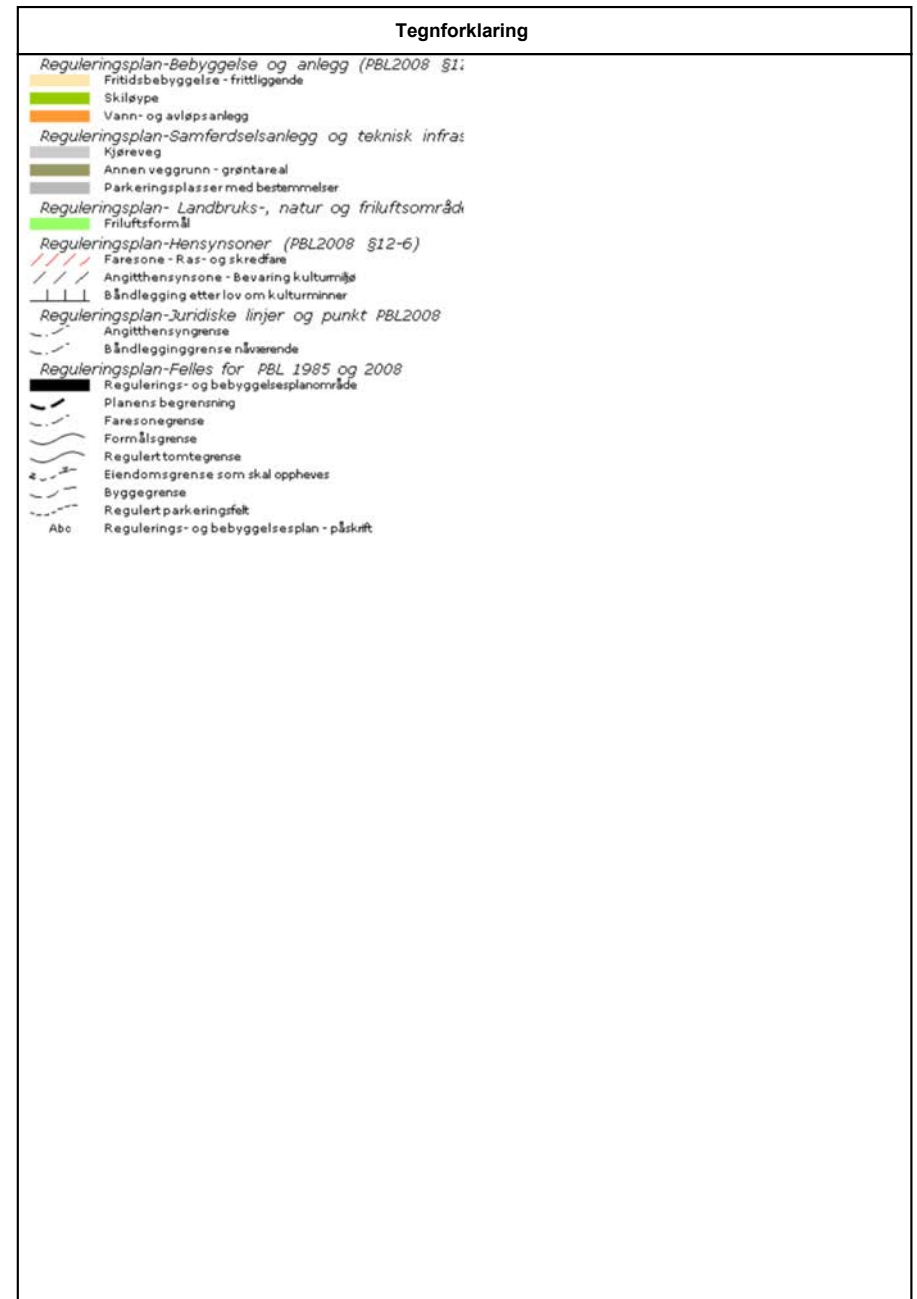 Tegnforklaring
Reguleringsplan-Bebyggelse og anlegg (PBL2008 §12
Fritidsbebyggelse - frittliggende
Skiløype
Vann- og avløpsanlegg
Reguleringsplan-Samferdselsanlegg og teknisk infras
Kjøreveg
Annen veggrunn - grøntareal
Parkeringsplasser med bestemmelser
Reguleringsplan- Landbruks-, natur og friluftsområde
Friluftsformål
Reguleringsplan-Hensynsoner (PBL2008 §12-6)
Faresone - Ras- og skredfare
Angitthensynsone - Bevaring kulturmiljø
Båndlegging etter lov om kulturminner
Reguleringsplan-Juridiske linjer og punkt PBL2008
Angitthensyngrense
Båndlegginggrense nåværende
Reguleringsplan-Felles for PBL 1985 og 2008
Regulerings- og bebyggelsesplanområde
Planens begrensning
Faresonegrense
Formålsgrense
Regulert tomtegrense
Eiendomsgrense som skal oppheves
Byggegrense
Regulert parkeringsfelt
Abc Regulerings- og bebyggelsesplan - påskrift